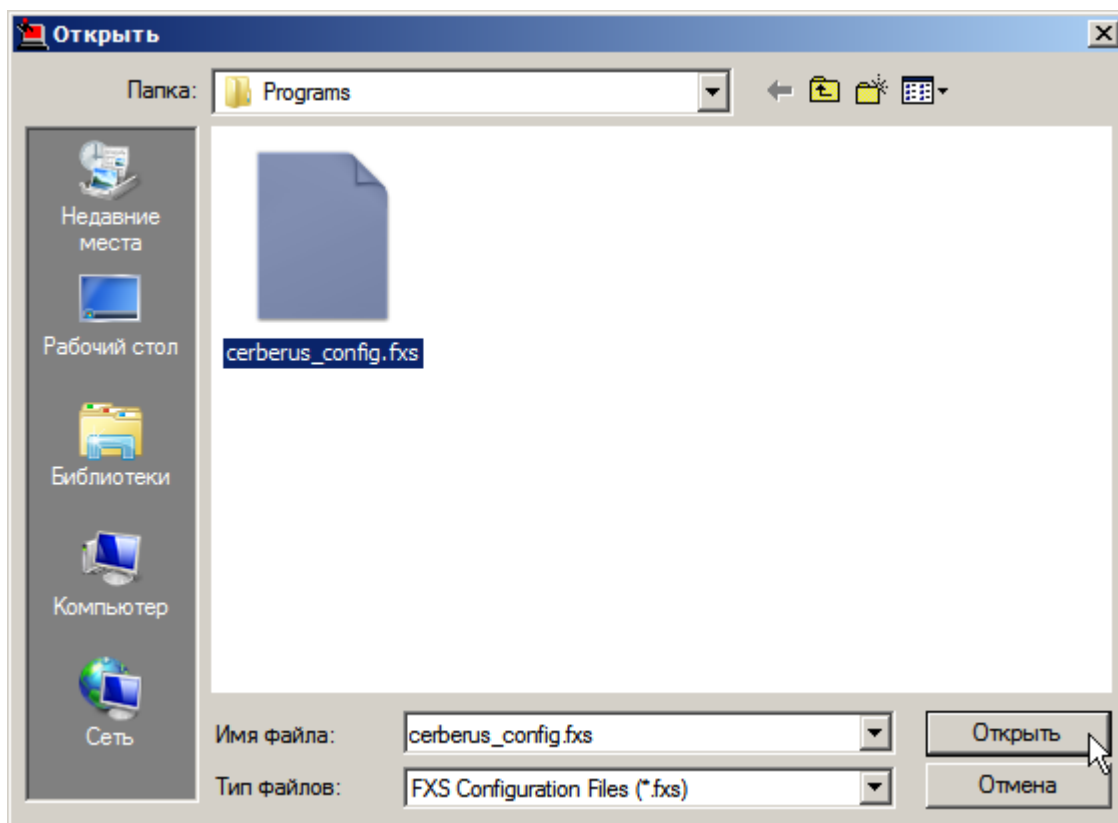 Открыть
Папка: Programs
Недавние
места
Рабочий стол
Библиотеки
Компьютер
Сеть
cerberus_config.fxs
Имя файла: cerberus_config.fxs Открыть
Тип файлов: FXS Configuration Files (*.fxs) Отмена